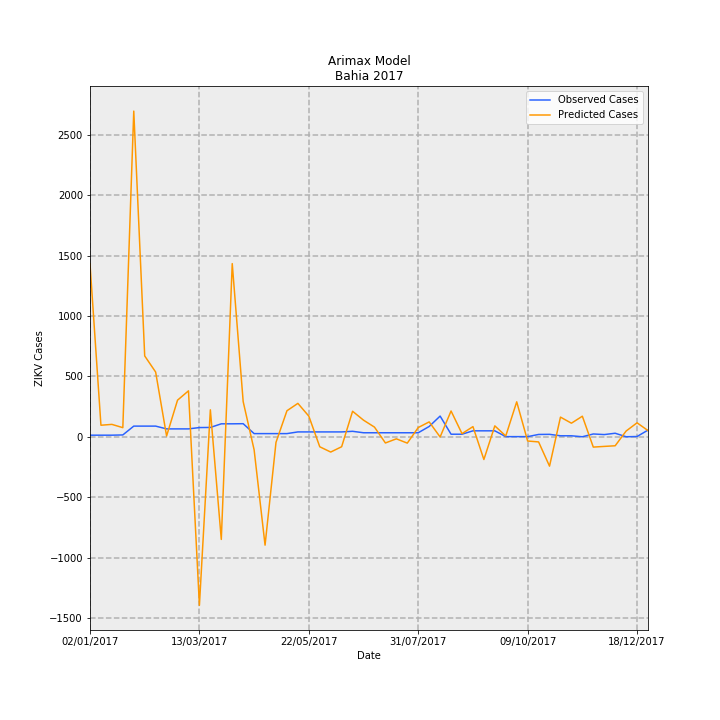 Arimax Model
Bahia 2017
Observed Cases
Predicted Cases
ZIKV Cases
2500
2000
1500
1000
500
0
−500
−1000
−1500
02/01/2017 13/03/2017 22/05/2017 31/07/2017 09/10/2017 18/12/2017
Date